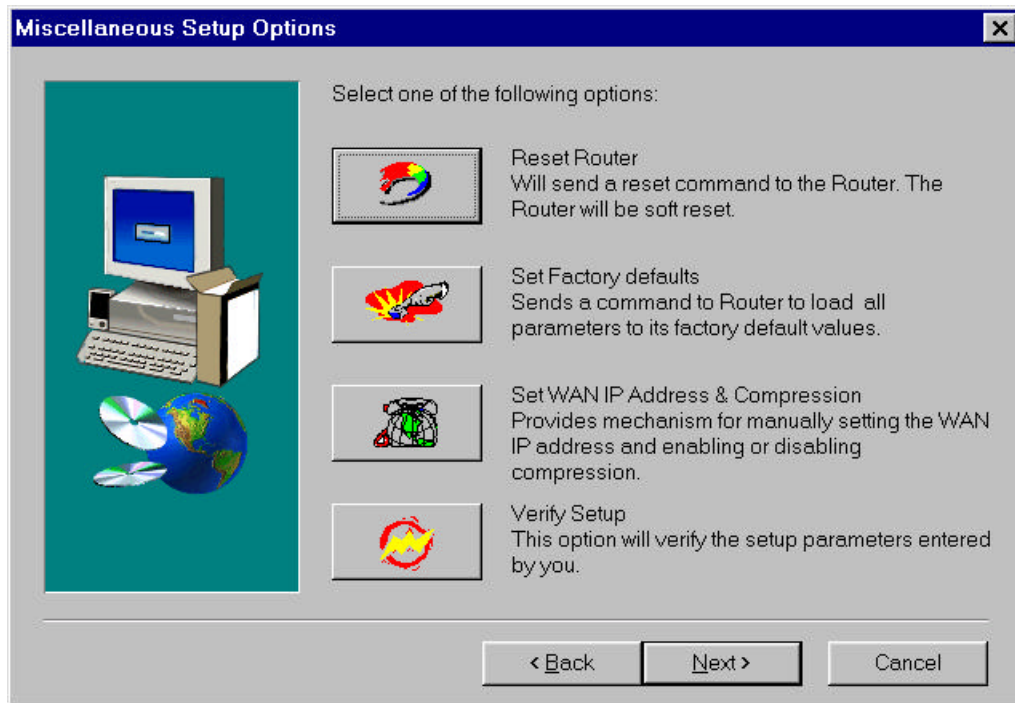 Miscellaneous Setup Options
Select one of the following options:
Reset Router
Will send a reset command to the Router. The
Router will be soft reset.
Set Factory defaults
Sends a command to Router to load all
parameters to its factory default values.
Set WAN IP Address & Compression
Provides mechanism for manually setting the WAN
IP address and enabling or disabling
compression.
Verify Setup
This option will verify the setup parameters entered
by you.
< Back
Next >
Cancel